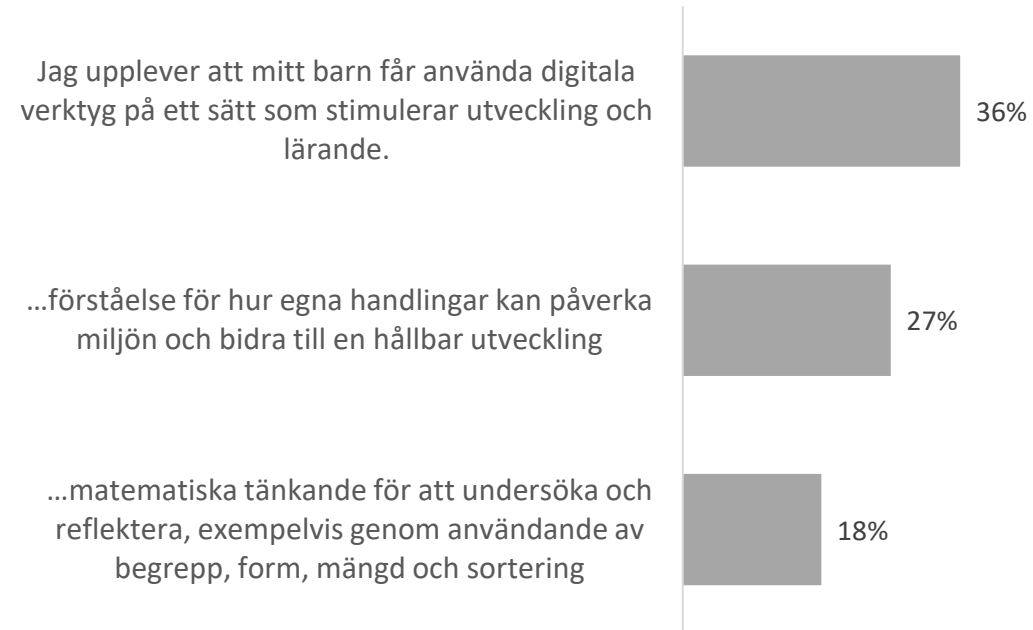 Jag upplever att mitt barn får använda digitala
verktyg på ett sätt som stimulerar utveckling och
lärande.
36%
…förståelse för hur egna handlingar kan påverka
miljön och bidra till en hållbar utveckling
27%
…matematiska tänkande för att undersöka och
reflektera, exempelvis genom användande av
begrepp, form, mängd och sortering
18%